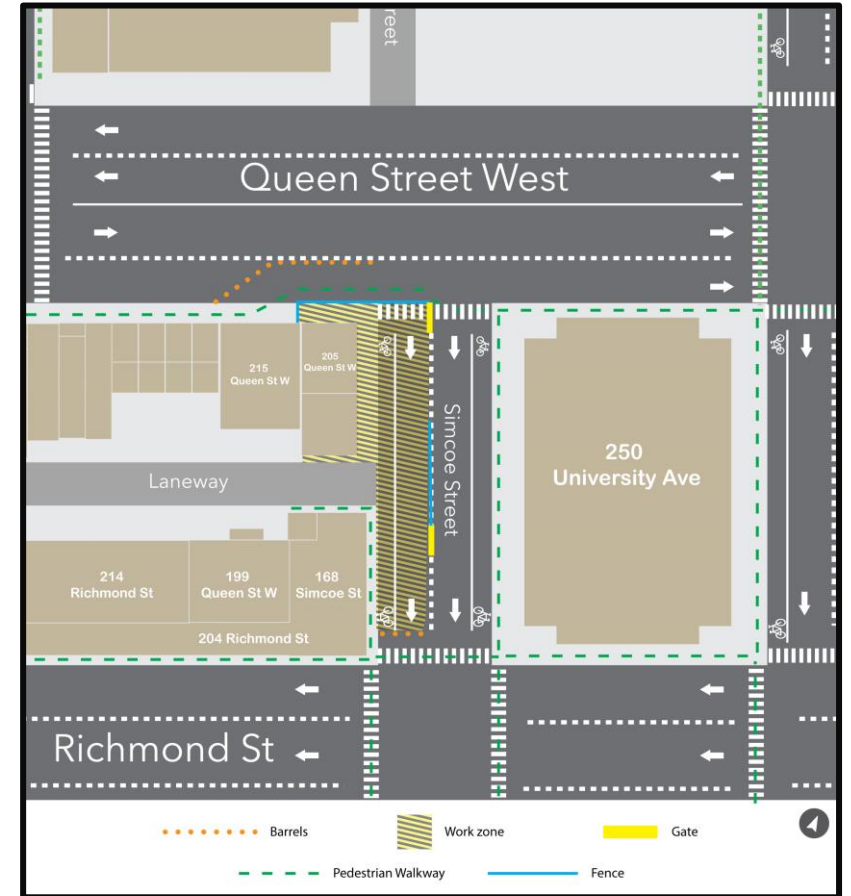 reet
Queen Street West
215
Queen St W
205
Queen St W
Simcoe Street
250
University Ave
Laneway
214
Richmond St
199
Queen St W
168
Simcoe St
204 Richmond St
Richmond St
Barrels
Work zone
Gate
Pedestrian Walkway
Fence